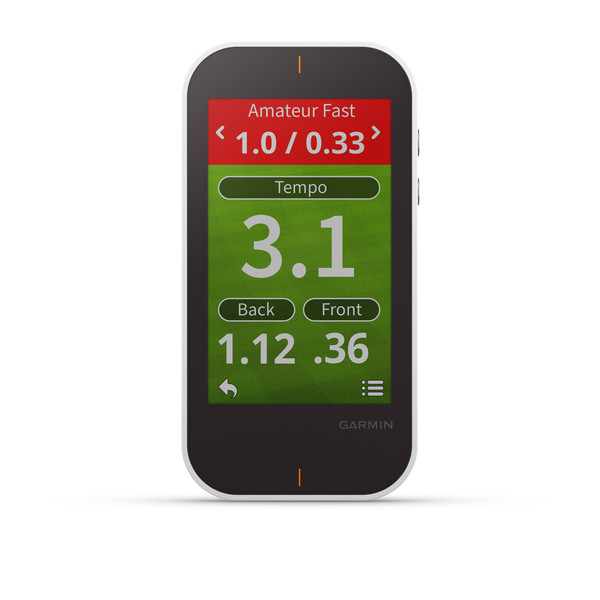 Amateur Fast
1.0 / 0.33
Tempo
3.1
Back Front
1.12 .36
GARMIN